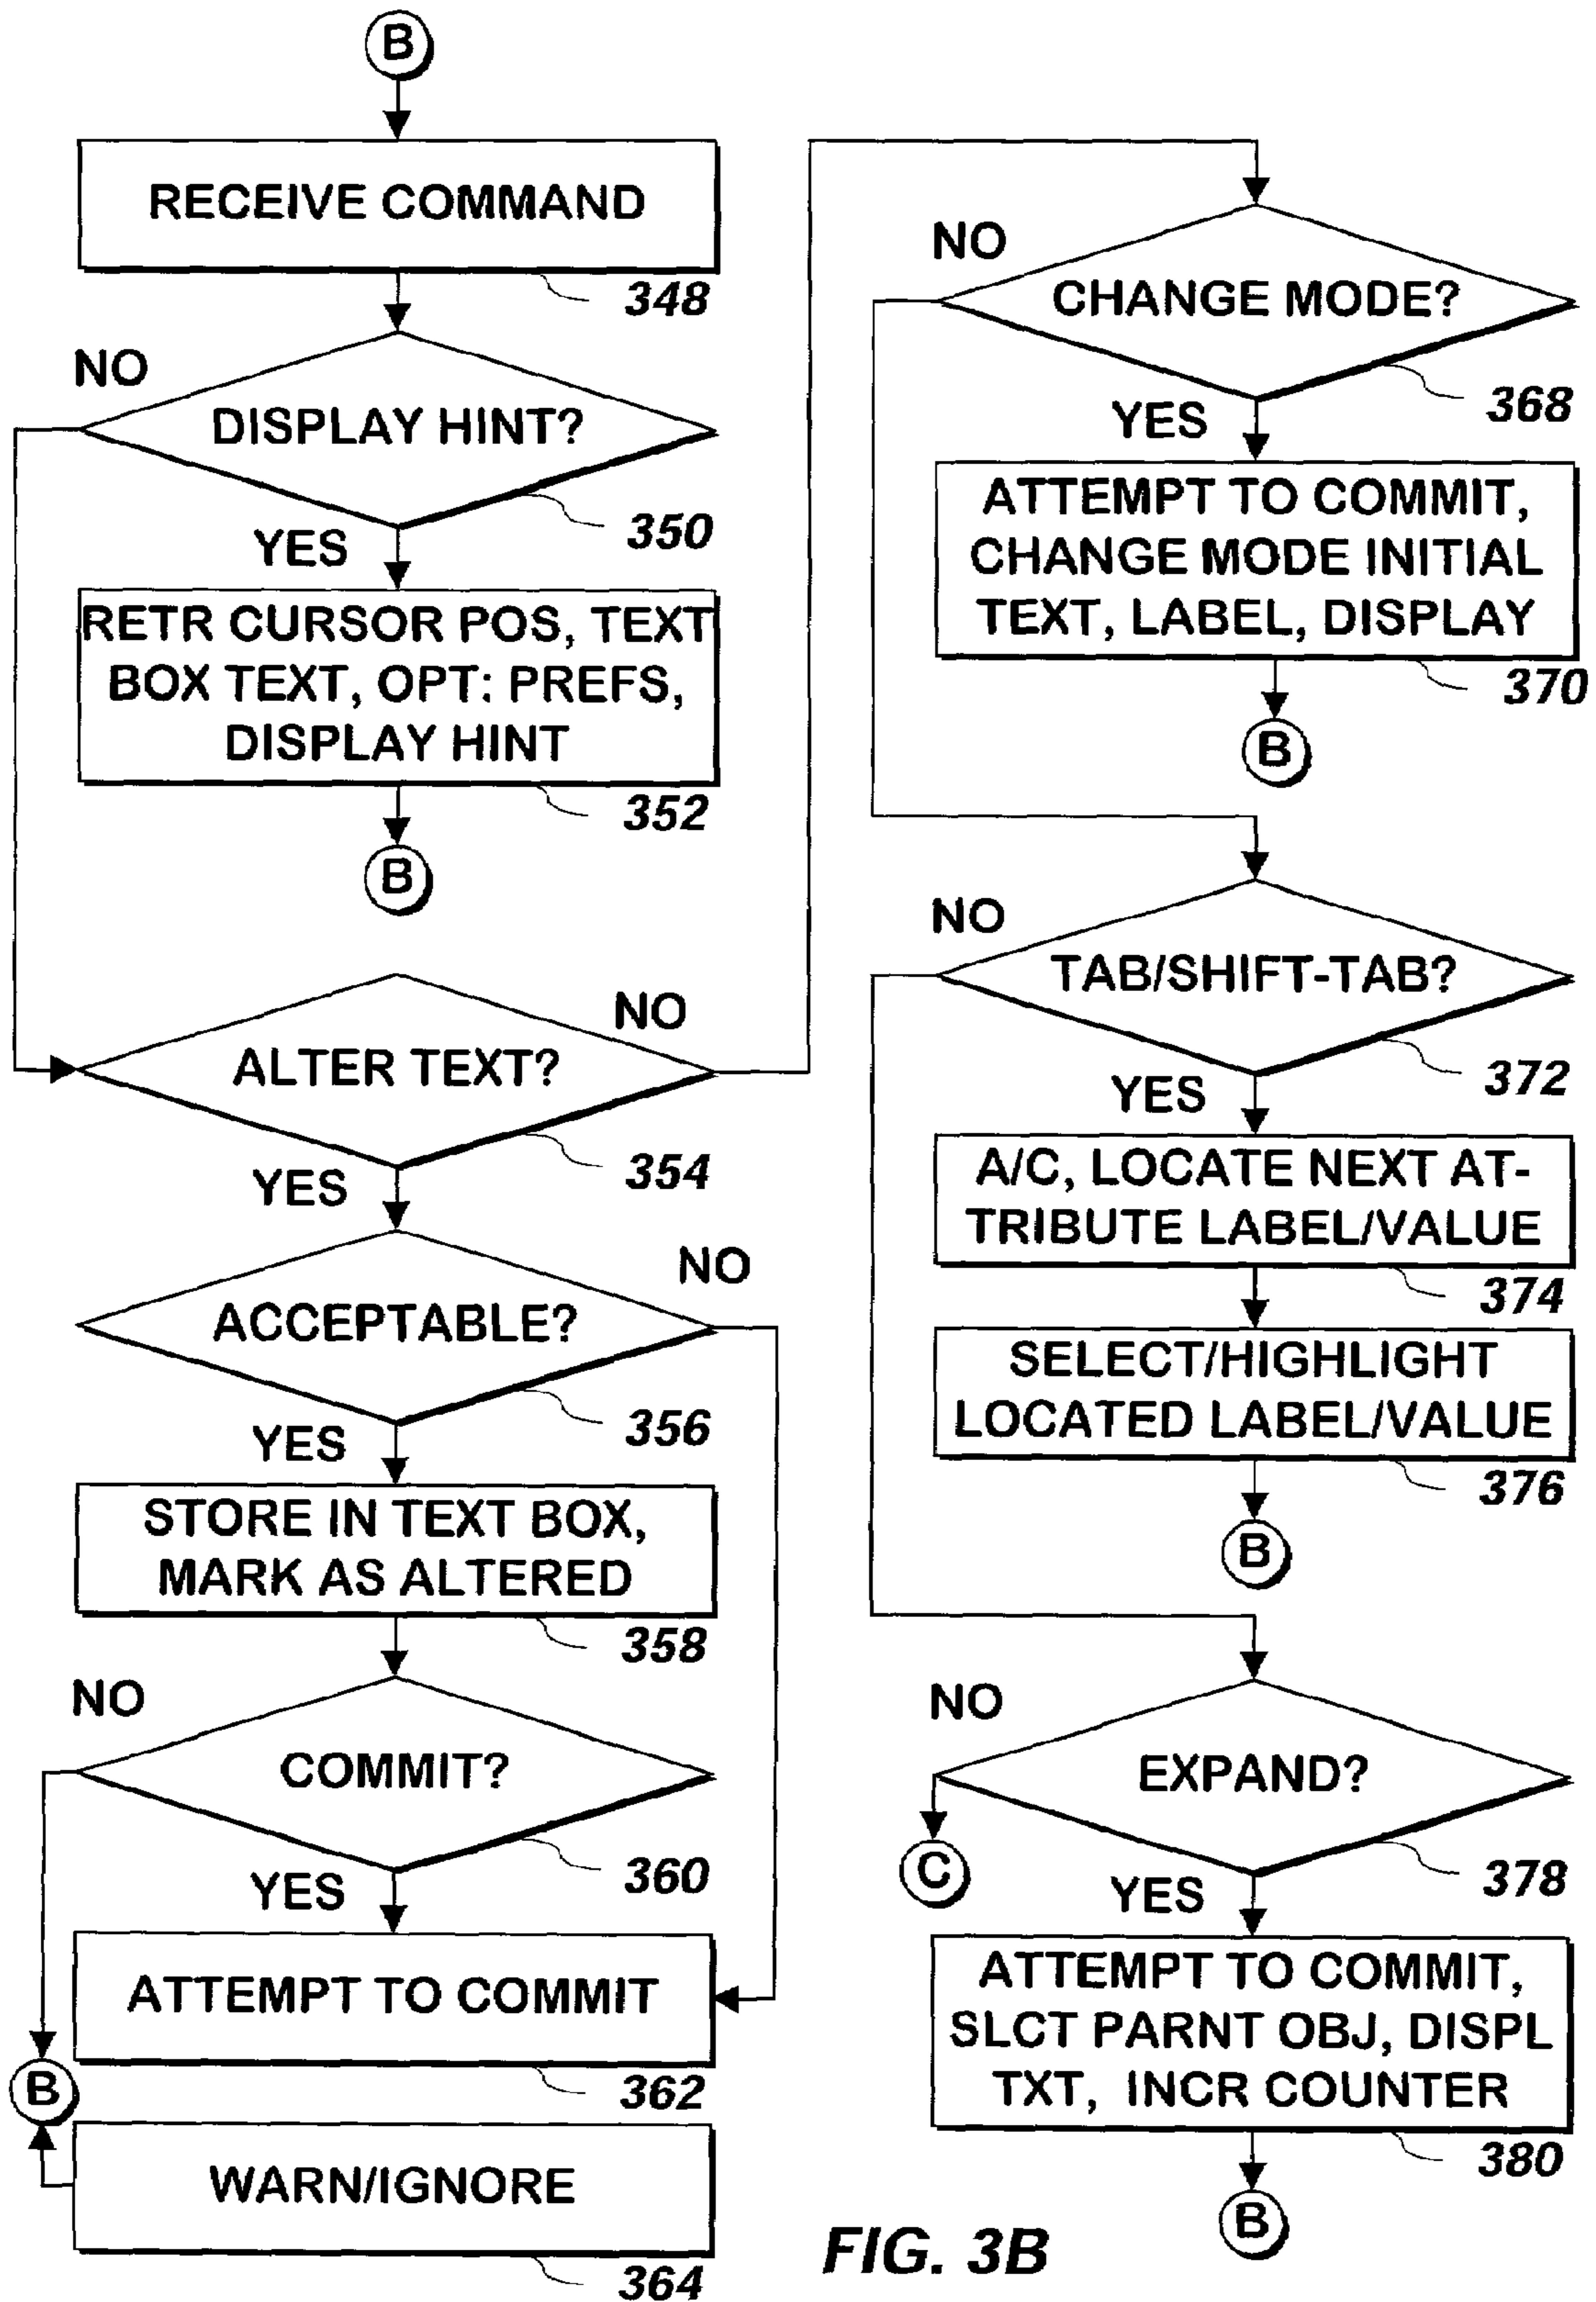 B
RECEIVE COMMAND
348
NO
DISPLAY HINT?
350
YES
RETR CURSOR POS, TEXT
BOX TEXT, OPT: PREFS,
DISPLAY HINT
352
B
NO
ALTER TEXT?
354
YES
NO
ACCEPTABLE?
356
YES
STORE IN TEXT BOX,
MARK AS ALTERED
358
NO
COMMIT?
360
YES
ATTEMPT TO COMMIT
362
B
WARN/IGNORE
364
NO
CHANGE MODE?
368
YES
ATTEMPT TO COMMIT,
CHANGE MODE INITIAL
TEXT, LABEL, DISPLAY
370
B
NO
TAB/SHIFT-TAB?
372
YES
A/C, LOCATE NEXT AT-
TRIBUTE LABEL/VALUE
374
SELECT/HIGHLIGHT
LOCATED LABEL/VALUE
376
B
NO
EXPAND?
C
378
YES
ATTEMPT TO COMMIT,
SLCT PARNT OBJ, DISPL
TXT, INCR COUNTER
380
B
FIG. 3B